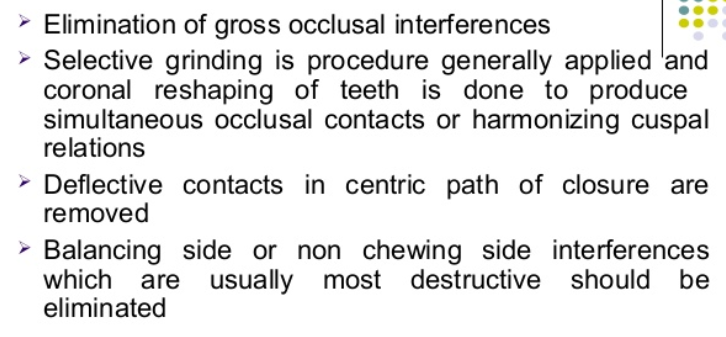 Elimination of gross occlusal interferences
Selective grinding is procedure generally applied and
coronal reshaping of teeth is done to produce
simultaneous occlusal contacts or harmonizing cuspal
relations
Deflective contacts in centric path of closure are
removed
Balancing side or non chewing side interferences
which are usually most destructive should be
eliminated